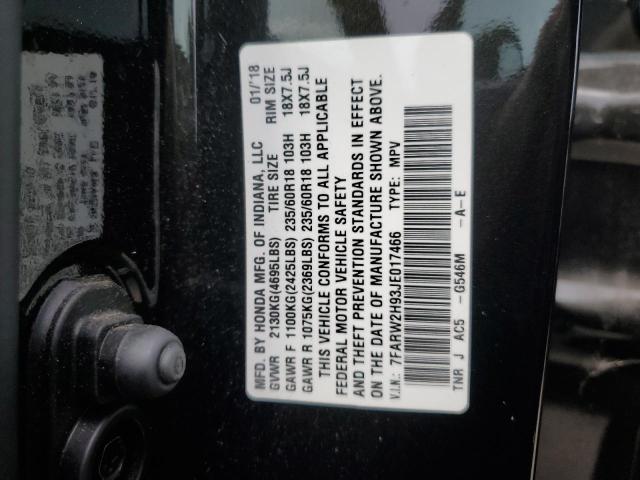 MFD. BY HONDA MFG. OF INDIANA, LLC 01/'18
GVWR 2130KG(4695LBS) TIRE SIZE RIM SIZE
GAWR F 1100KG(2425LBS) 235/60R18 103H 18X7.5J
GAWR R 1075KG(2369LBS) 235/60R18 103H 18X7.5J
THIS VEHICLE CONFORMS TO ALL APPLICABLE
FEDERAL MOTOR VEHICLE SAFETY
AND THEFT PREVENTION STANDARDS IN EFFECT
ON THE DATE OF MANUFACTURE SHOWN ABOVE.
V.I.N.: 7FARW2H93JE017466 TYPE: MPV
TNR J AC5 -G546M -A-E